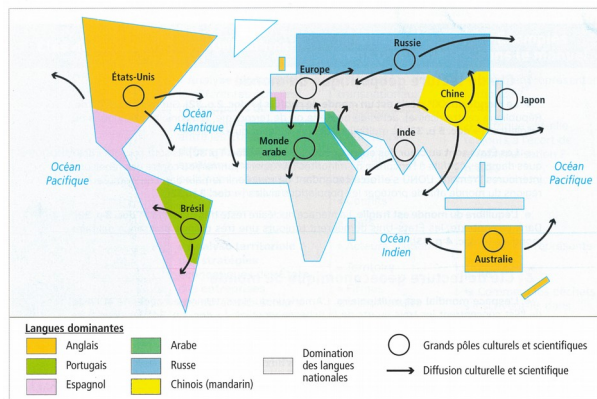 Russie
États-Unis
Europe
Chine
Japon
Océan
Atlantique
Monde
arabe
Inde
Océan
Pacifique
Océan
Pacifique
Brésil
Océan
Indien
Australie
Langues dominantes
Anglais
Portugais
Espagnol
Arabe
Russe
Chinois (mandarin)
Domination
des langues
nationales
Grands pôles culturels et scientifiques
Diffusion culturelle et scientifique